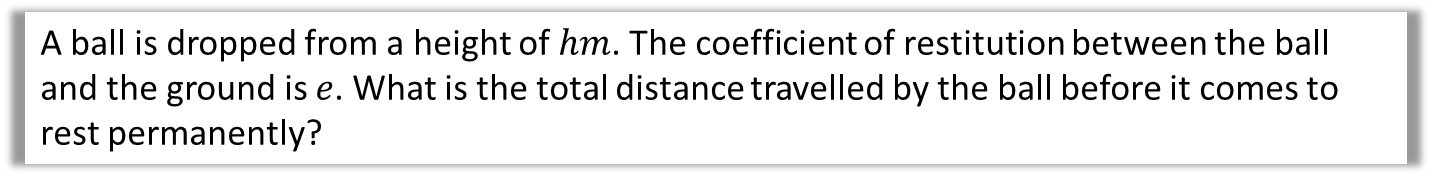 A ball is dropped from a height of hm. The coefficient of restitution between the ball
and the ground is e. What is the total distance travelled by the ball before it comes to
rest permanently?